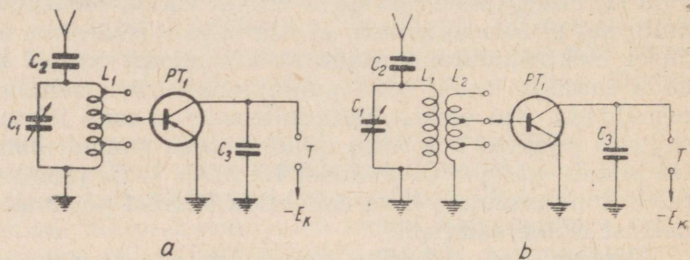 C₂ L₁ PT₁ C₁ C₃ T -Eₖ
a
C₂ L₁ L₂ PT₁ C₁ C₃ T -Eₖ
b